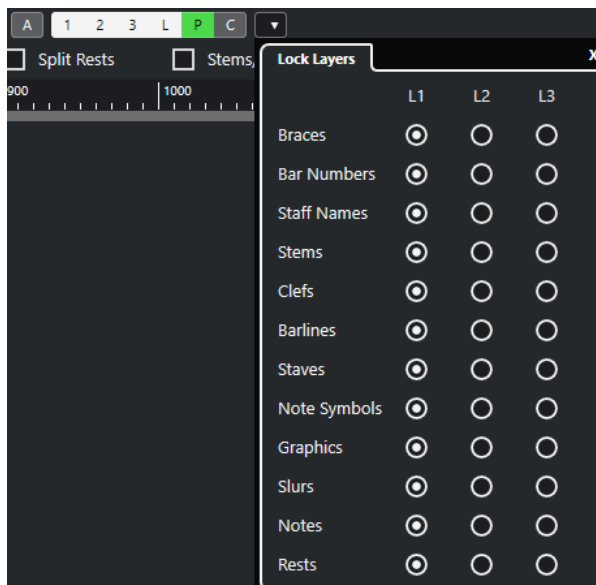 A 1 2 3 L P C
Split Rests Stems/
900 1000
Lock Layers X
L1 L2 L3
Braces
Bar Numbers
Staff Names
Stems
Clefs
Barlines
Staves
Note Symbols
Graphics
Slurs
Notes
Rests